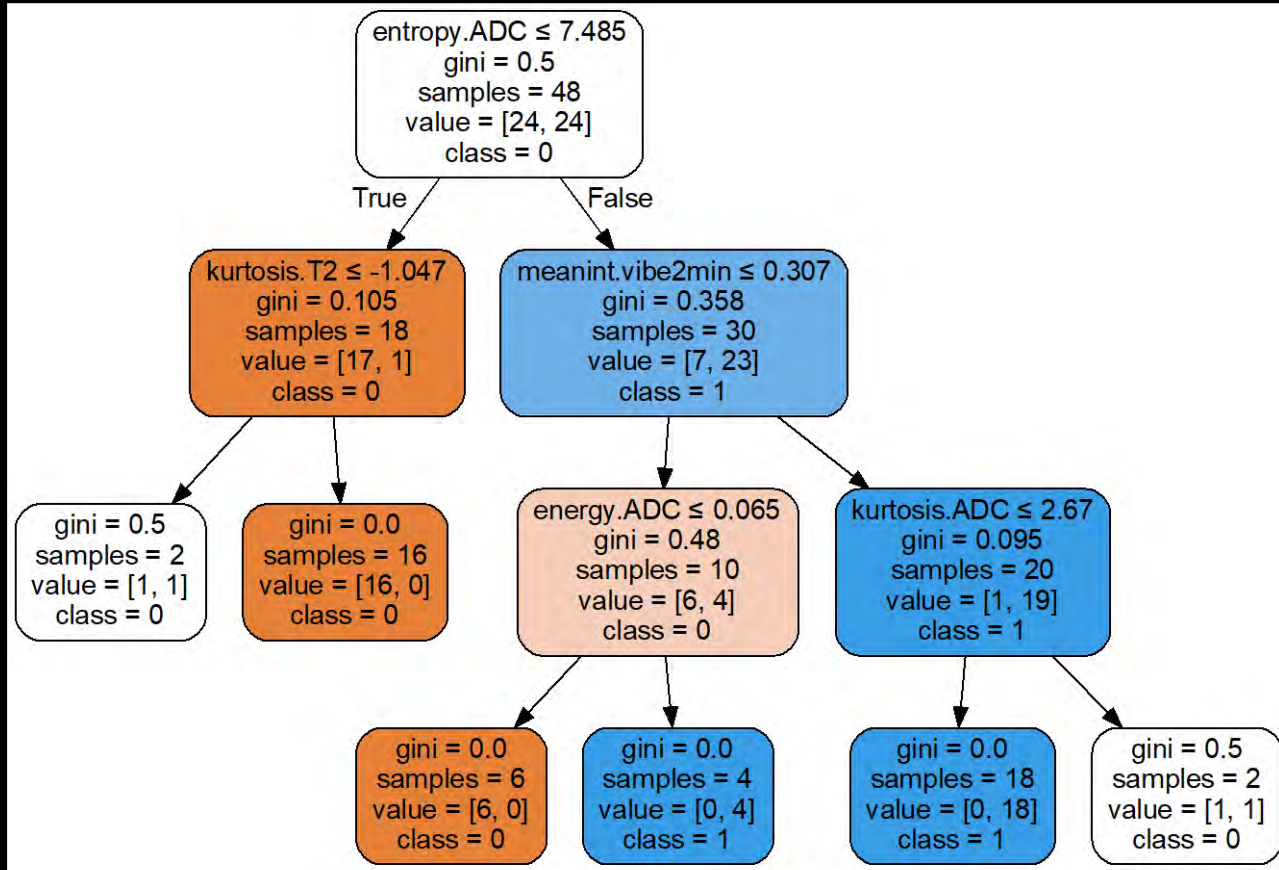 entropy.ADC ≤ 7.485
gini = 0.5
samples = 48
value = [24, 24]
class = 0
True
False
kurtosis.T2 ≤ -1.047
gini = 0.105
samples = 18
value = [17, 1]
class = 0
meanint.vibe2min ≤ 0.307
gini = 0.358
samples = 30
value = [7, 23]
class = 1
gini = 0.5
samples = 2
value = [1, 1]
class = 0
gini = 0.0
samples = 16
value = [16, 0]
class = 0
energy.ADC ≤ 0.065
gini = 0.48
samples = 10
value = [6, 4]
class = 0
kurtosis.ADC ≤ 2.67
gini = 0.095
samples = 20
value = [1, 19]
class = 1
gini = 0.0
samples = 6
value = [6, 0]
class = 0
gini = 0.0
samples = 4
value = [0, 4]
class = 1
gini = 0.0
samples = 18
value = [0, 18]
class = 1
gini = 0.5
samples = 2
value = [1, 1]
class = 0